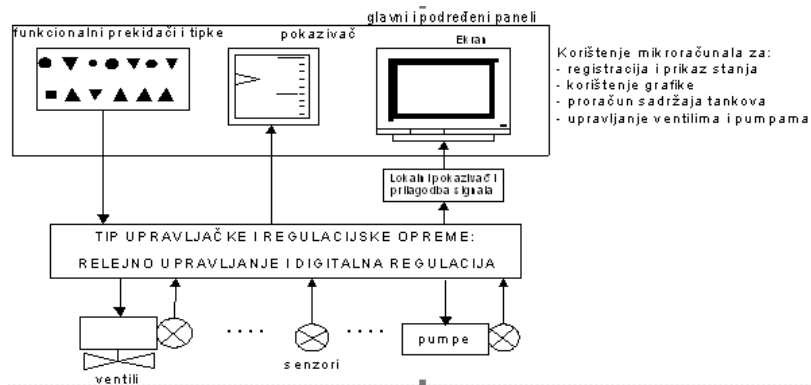 glavni i podređeni paneli
funkcionalni prekidači i tipke
pokazivač
Ekran
Korištenje mikroračunala za:
- registracija i prikaz stanja
- korištenje grafike
- proračun sadržaja tankova
- upravljanje ventilima i pumpama
Lokalni pokazivači i
prilagodba signala
TIP UPRAVLJAČKE I REGULACIJSKE OPREME:
RELEJNO UPRAVLJANJE I DIGITALNA REGULACIJA
....
....
pumpe
senzori
ventili